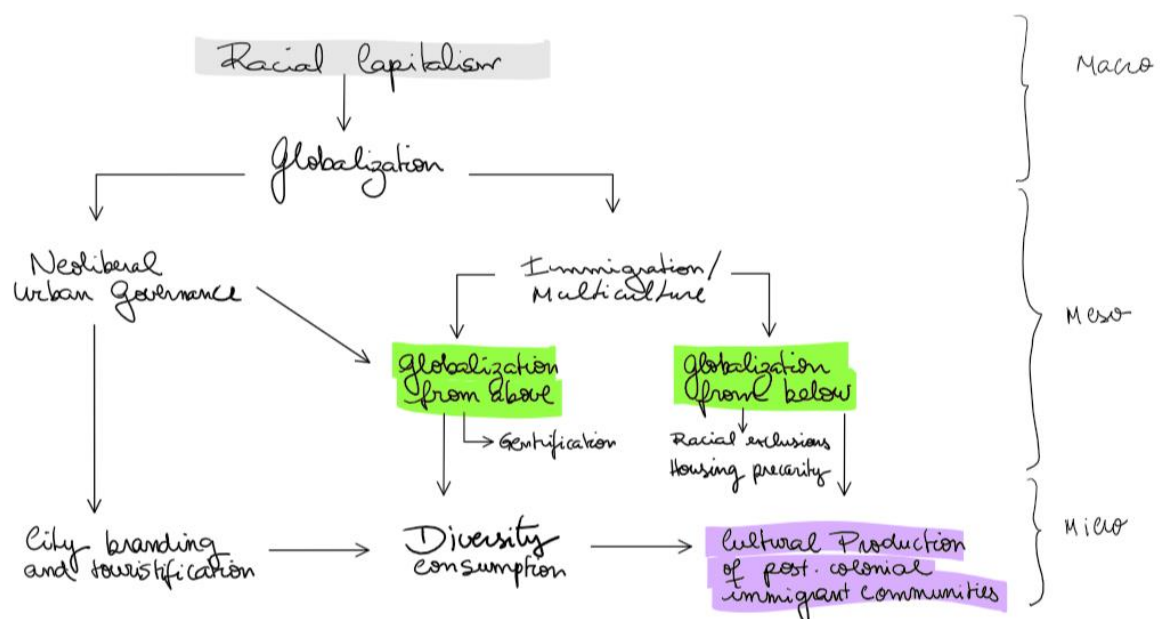 Racial Capitalism
Macro
Globalization
Neoliberal
Urban Governance
Immigration/
Multiculture
Meso
Globalization
from above
Globalization
from below
Gentrification
Racial exclusions
Housing precarity
Micro
City branding
and touristification
Diversity
consumption
Cultural Production
of post-colonial
immigrant communities